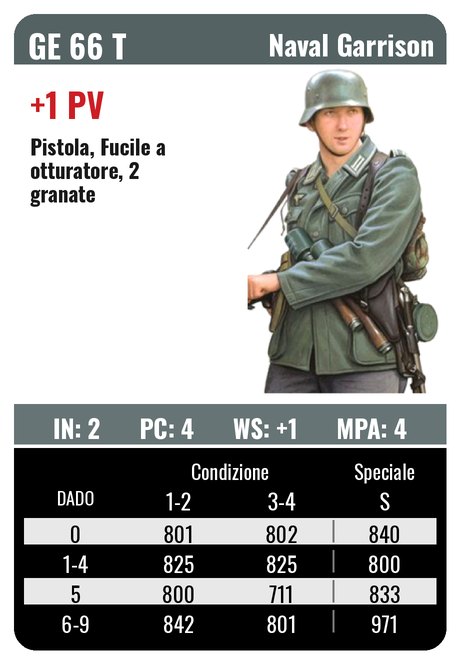 GE 66 T Naval Garrison
+1 PV
Pistola, Fucile a
otturatore, 2
granate
IN: 2 PC: 4 WS: +1 MPA: 4
Condizione Speciale
DADO 1-2 3-4 S
0 801 802 840
1-4 825 825 800
5 800 711 833
6-9 842 801 971